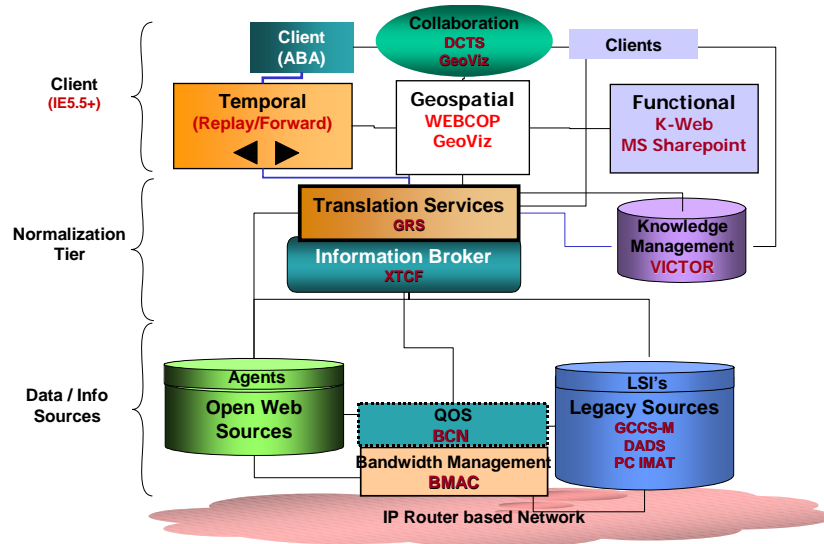 Collaboration
DCTS
GeoViz
Client
(ABA)
Clients
Client
(IE5.5+)
Temporal
(Replay/Forward)
Geospatial
WEBCOP
GeoViz
Functional
K-Web
MS Sharepoint
Normalization
Tier
Translation Services
GRS
Information Broker
XTCF
Knowledge
Management
VICTOR
Data / Info
Sources
Agents
Open Web
Sources
QOS
BCN
Bandwidth Management
BMAC
LSI's
Legacy Sources
GCCS-M
DADS
PC IMAT
IP Router based Network